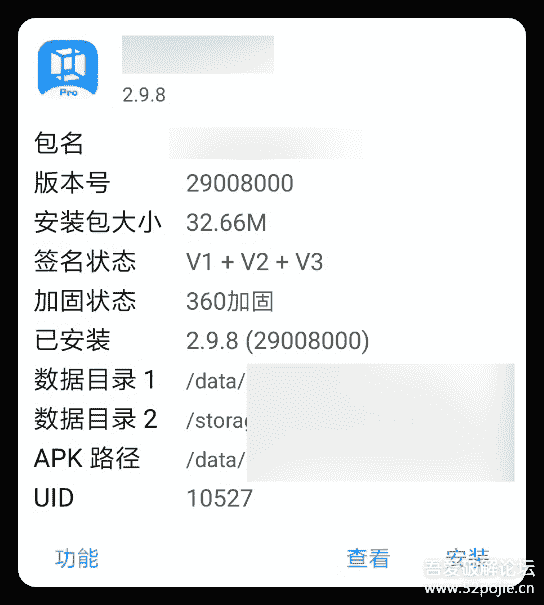 Pro
2.9.8
包名
版本号 29008000
安装包大小 32.66M
签名状态 V1 + V2 + V3
加固状态 360加固
已安装 2.9.8 (29008000)
数据目录 1 /data/
数据目录 2 /storag
APK 路径 /data/
UID 10527
功能 查看 安装
吾爱破解论坛
www.52pojie.cn